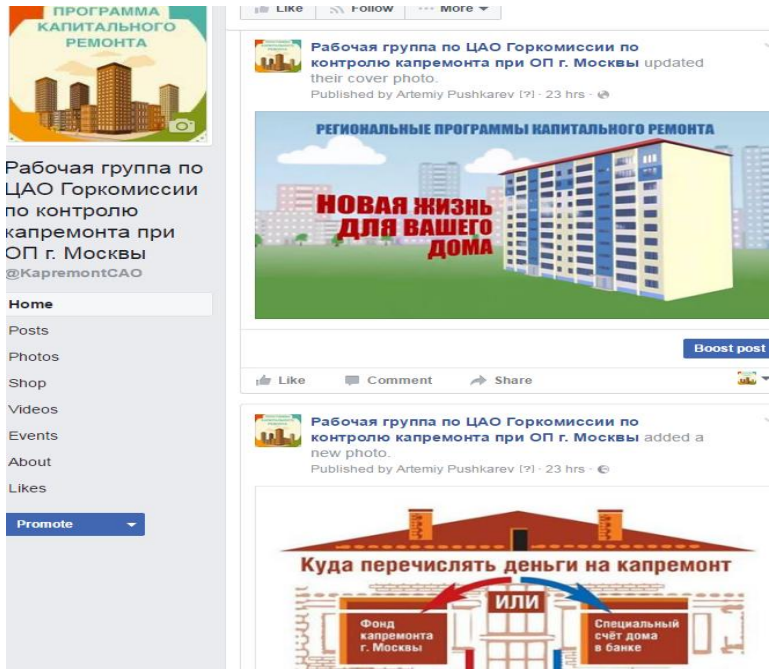 ПРОГРАММА
КАПИТАЛЬНОГО
РЕМОНТА
Рабочая группа по
ЦАО Горкомиссии
по контролю
капремонта при
ОП г. Москвы
@KapremontCAO
Home
Posts
Photos
Shop
Videos
Events
About
Likes
Promote
Like Follow ··· More
Рабочая группа по ЦАО Горкомиссии по
контролю капремонта при ОП г. Москвы updated
their cover photo.
Published by Artemiy Pushkarev [?] · 23 hrs ·
РЕГИОНАЛЬНЫЕ ПРОГРАММЫ КАПИТАЛЬНОГО РЕМОНТА
НОВАЯ ЖИЗНЬ
ДЛЯ ВАШЕГО
ДОМА
Boost post
Like Comment Share
Рабочая группа по ЦАО Горкомиссии по
контролю капремонта при ОП г. Москвы added a
new photo.
Published by Artemiy Pushkarev [?] · 23 hrs ·
Куда перечислять деньги на капремонт
ИЛИ
Фонд
капремонта
г. Москвы
Специальный
счёт дома
в банке